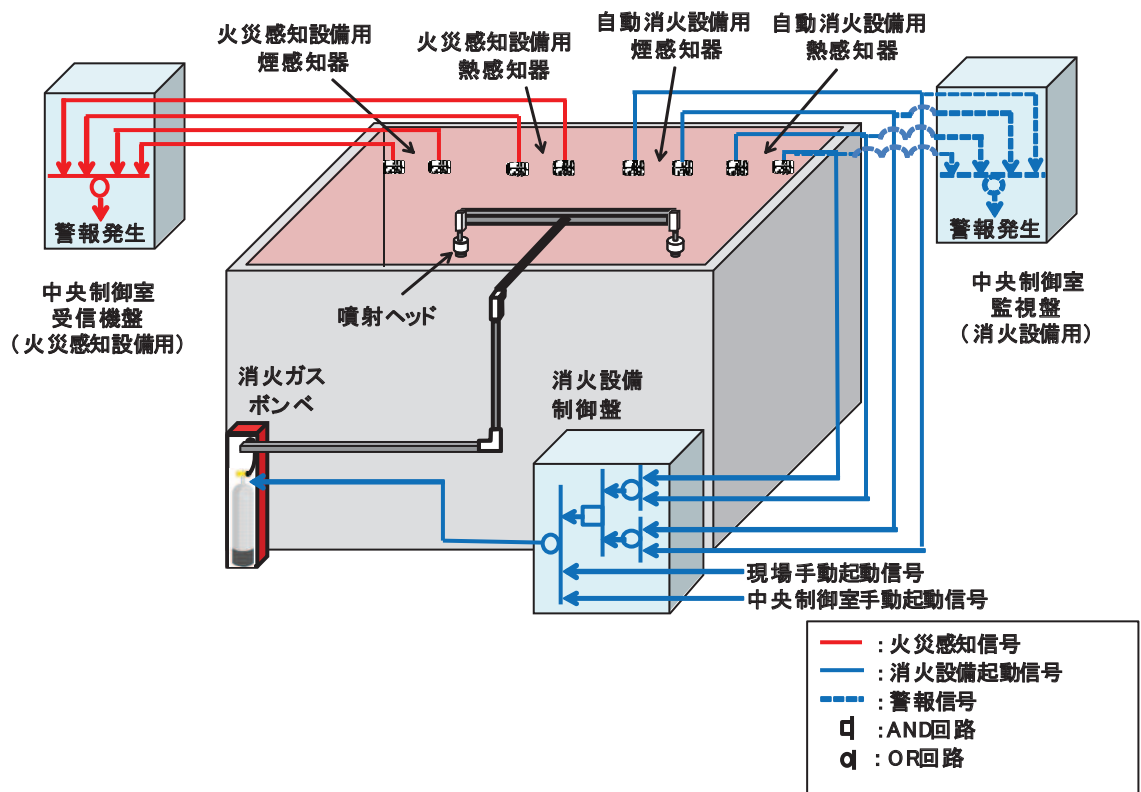 火災感知設備用
煙感知器
火災感知設備用
熱感知器
自動消火設備用
煙感知器
自動消火設備用
熱感知器
警報発生
警報発生
中央制御室
受信機盤
(火災感知設備用)
中央制御室
監視盤
(消火設備用)
噴射ヘッド
消火ガス
ボンベ
消火設備
制御盤
現場手動起動信号
中央制御室手動起動信号
:火災感知信号
:消火設備起動信号
:警報信号
:AND回路
:OR回路